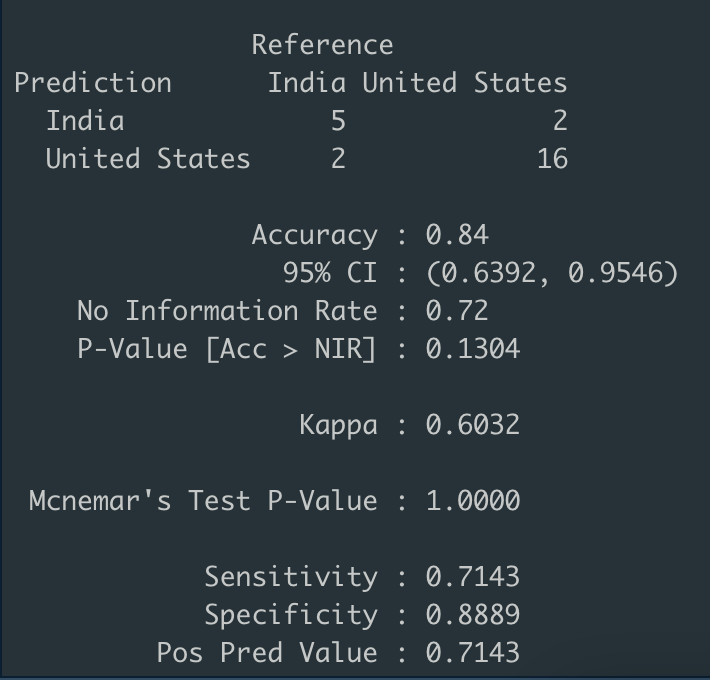 Reference
Prediction India United States
India 5 2
United States 2 16
Accuracy : 0.84
95% CI : (0.6392, 0.9546)
No Information Rate : 0.72
P-Value [Acc > NIR] : 0.1304
Kappa : 0.6032
Mcnemar's Test P-Value : 1.0000
Sensitivity : 0.7143
Specificity : 0.8889
Pos Pred Value : 0.7143